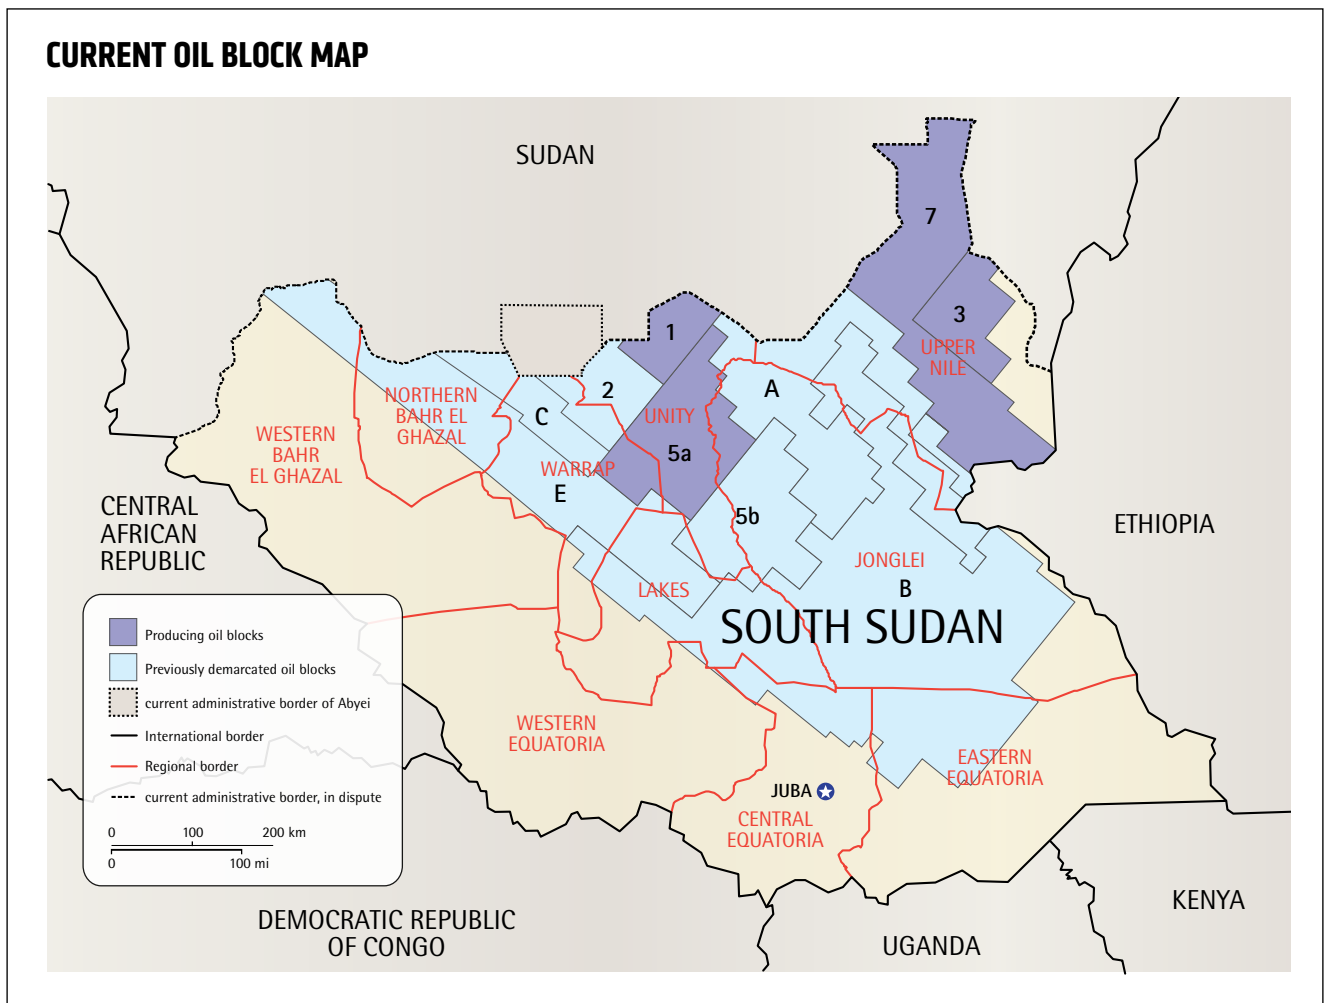 CURRENT OIL BLOCK MAP
SUDAN
7
3
UPPER
NILE
1
2
A
NORTHERN
BAHR EL
GHAZAL
C
UNITY
WESTERN
BAHR
EL GHAZAL
5a
WARRAP
E
5b
CENTRAL
AFRICAN
REPUBLIC
ETHIOPIA
JONGLEI
B
LAKES
SOUTH SUDAN
WESTERN
EQUATORIA
EASTERN
EQUATORIA
JUBA
CENTRAL
EQUATORIA
Producing oil blocks
Previously demarcated oil blocks
current administrative border of Abyei
International border
Regional border
current administrative border, in dispute
0 100 200 km
0 100 mi
DEMOCRATIC REPUBLIC
OF CONGO
UGANDA
KENYA